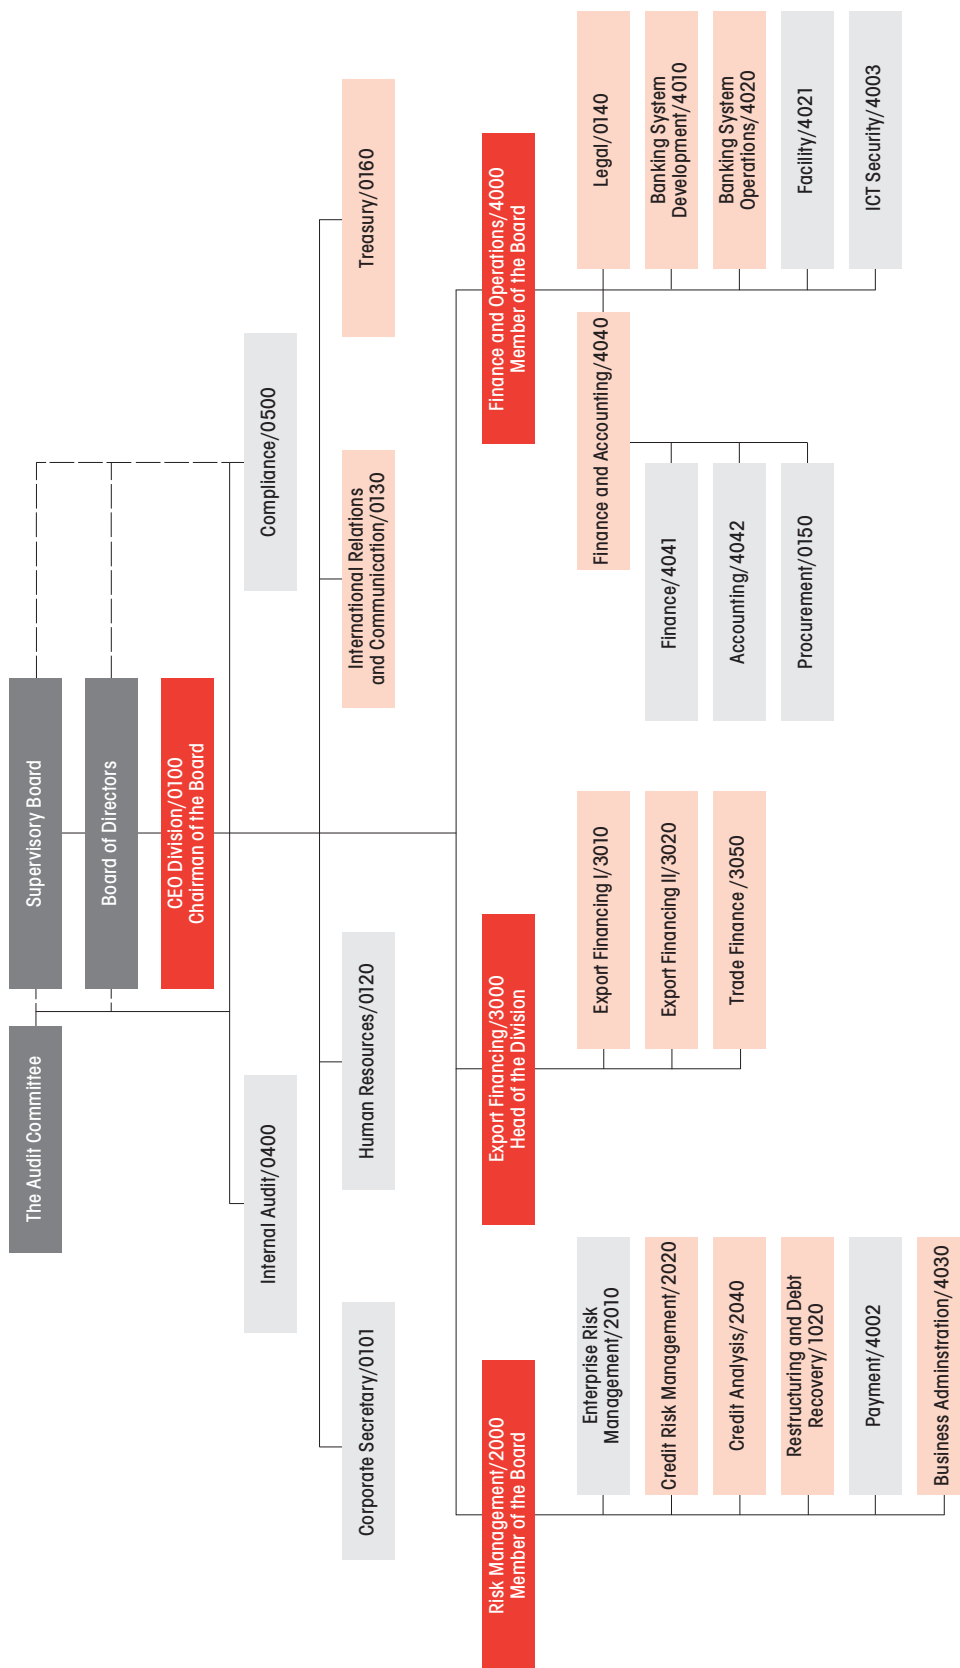 The Audit Committee
Supervisory Board
Board of Directors
CEO Division/0100
Chairman of the Board
Internal Audit/0400
Compliance/0500
Corporate Secretary/0101
Human Resources/0120
International Relations
and Communication/0130
Treasury/0160
Risk Management/2000
Member of the Board
Export Financing/3000
Head of the Division
Finance and Operations/4000
Member of the Board
Enterprise Risk
Management/2010
Credit Risk Management/2020
Credit Analysis/2040
Restructuring and Debt
Recovery/1020
Payment/4002
Business Adminstration/4030
Export Financing I/3010
Export Financing II/3020
Trade Finance /3050
Finance and Accounting/4040
Finance/4041
Accounting/4042
Procurement/0150
Legal/0140
Banking System
Development/4010
Banking System
Operations/4020
Facility/4021
ICT Security/4003